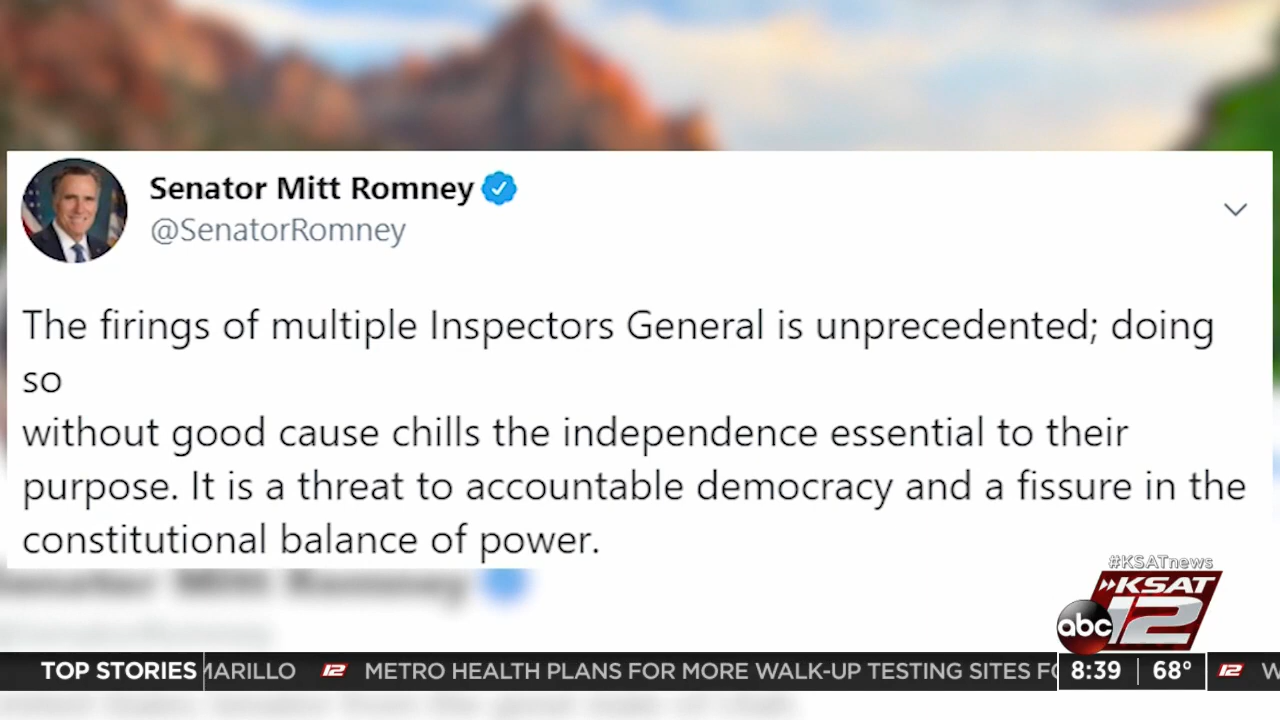 Senator Mitt Romney
@SenatorRomney
The firings of multiple Inspectors General is unprecedented; doing
so
without good cause chills the independence essential to their
purpose. It is a threat to accountable democracy and a fissure in the
constitutional balance of power.
#KSATnews
KSAT
abc 12
TOP STORIES MARILLO 12 METRO HEALTH PLANS FOR MORE WALK-UP TESTING SITES 8:39 68° 12